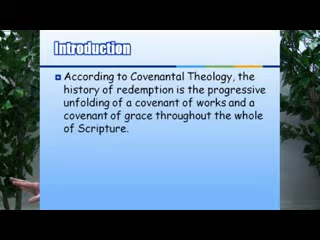 Introduction
According to Covenantal Theology, the
history of redemption is the progressive
unfolding of a covenant of works and a
covenant of grace throughout the whole
of Scripture.